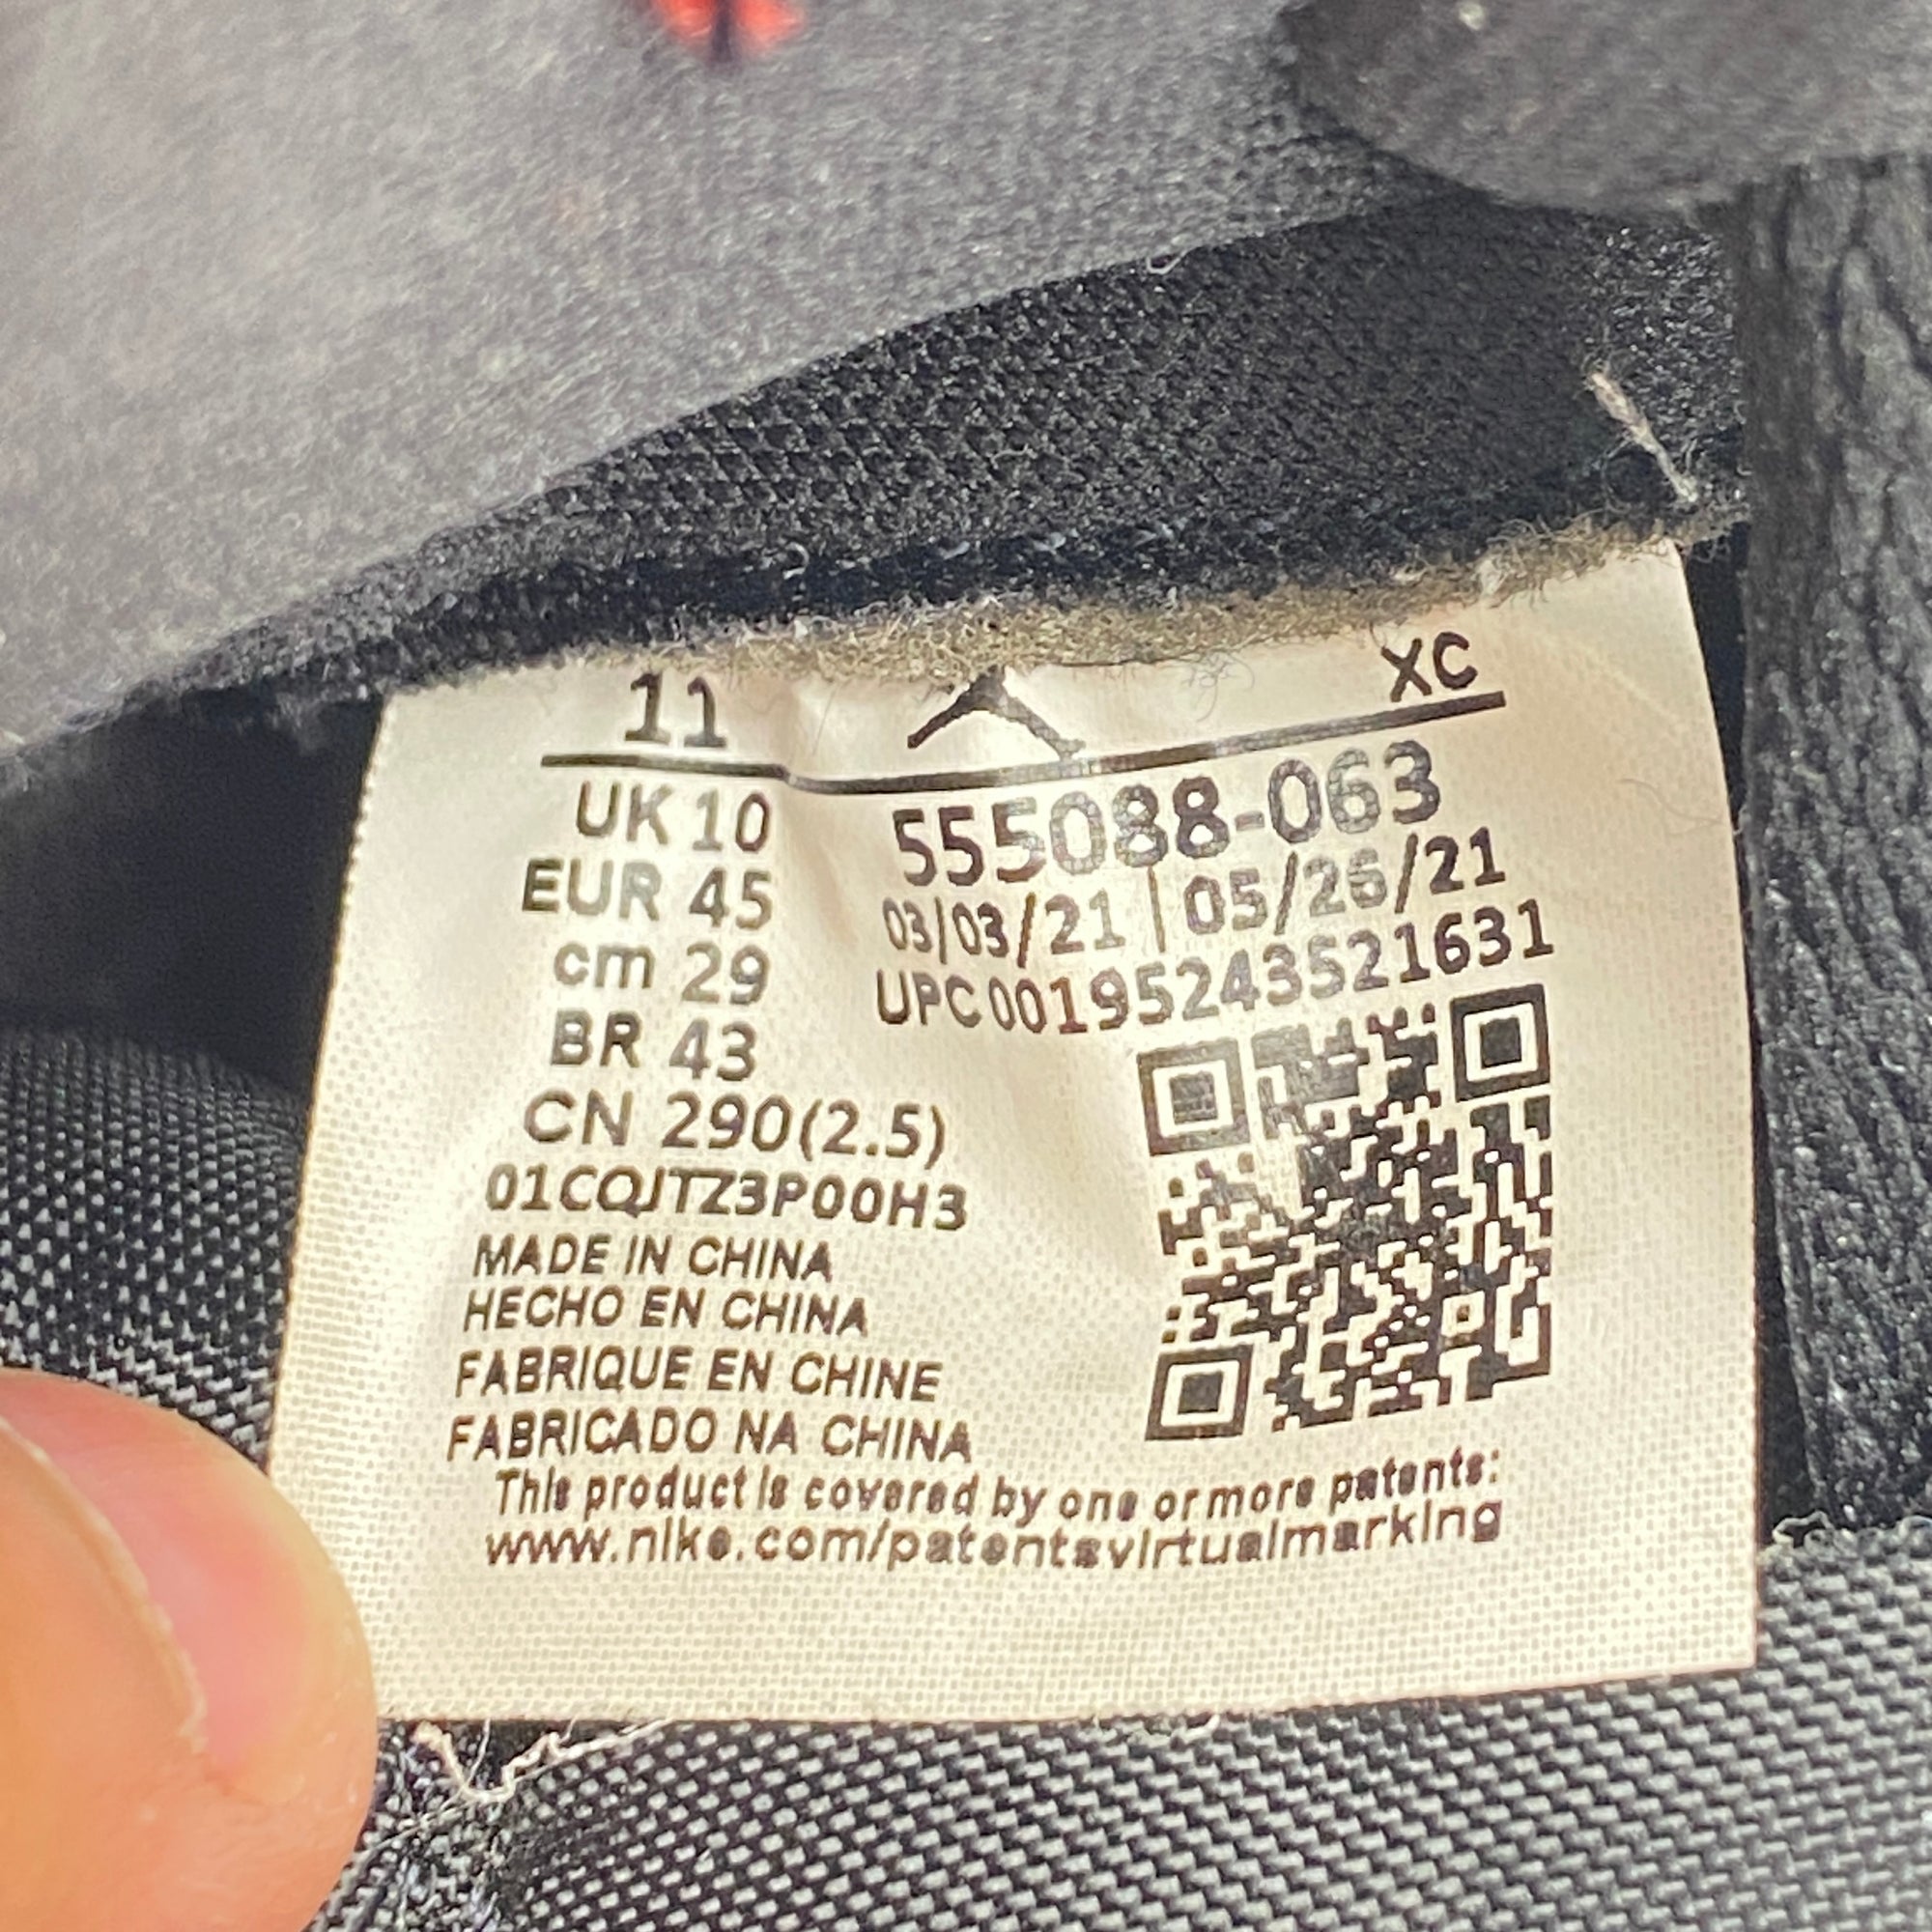 11 XC
UK 10
EUR 45
cm 29
BR 43
CN 290(2.5)
01CQJTZ3P00H3
MADE IN CHINA
HECHO EN CHINA
FABRIQUE EN CHINE
FABRICADO NA CHINA
555088-063
03/03/21 | 05/26/21
UPC 00195243521631
This product is covered by one or more patents:
www.nike.com/patentsvirtualmarking